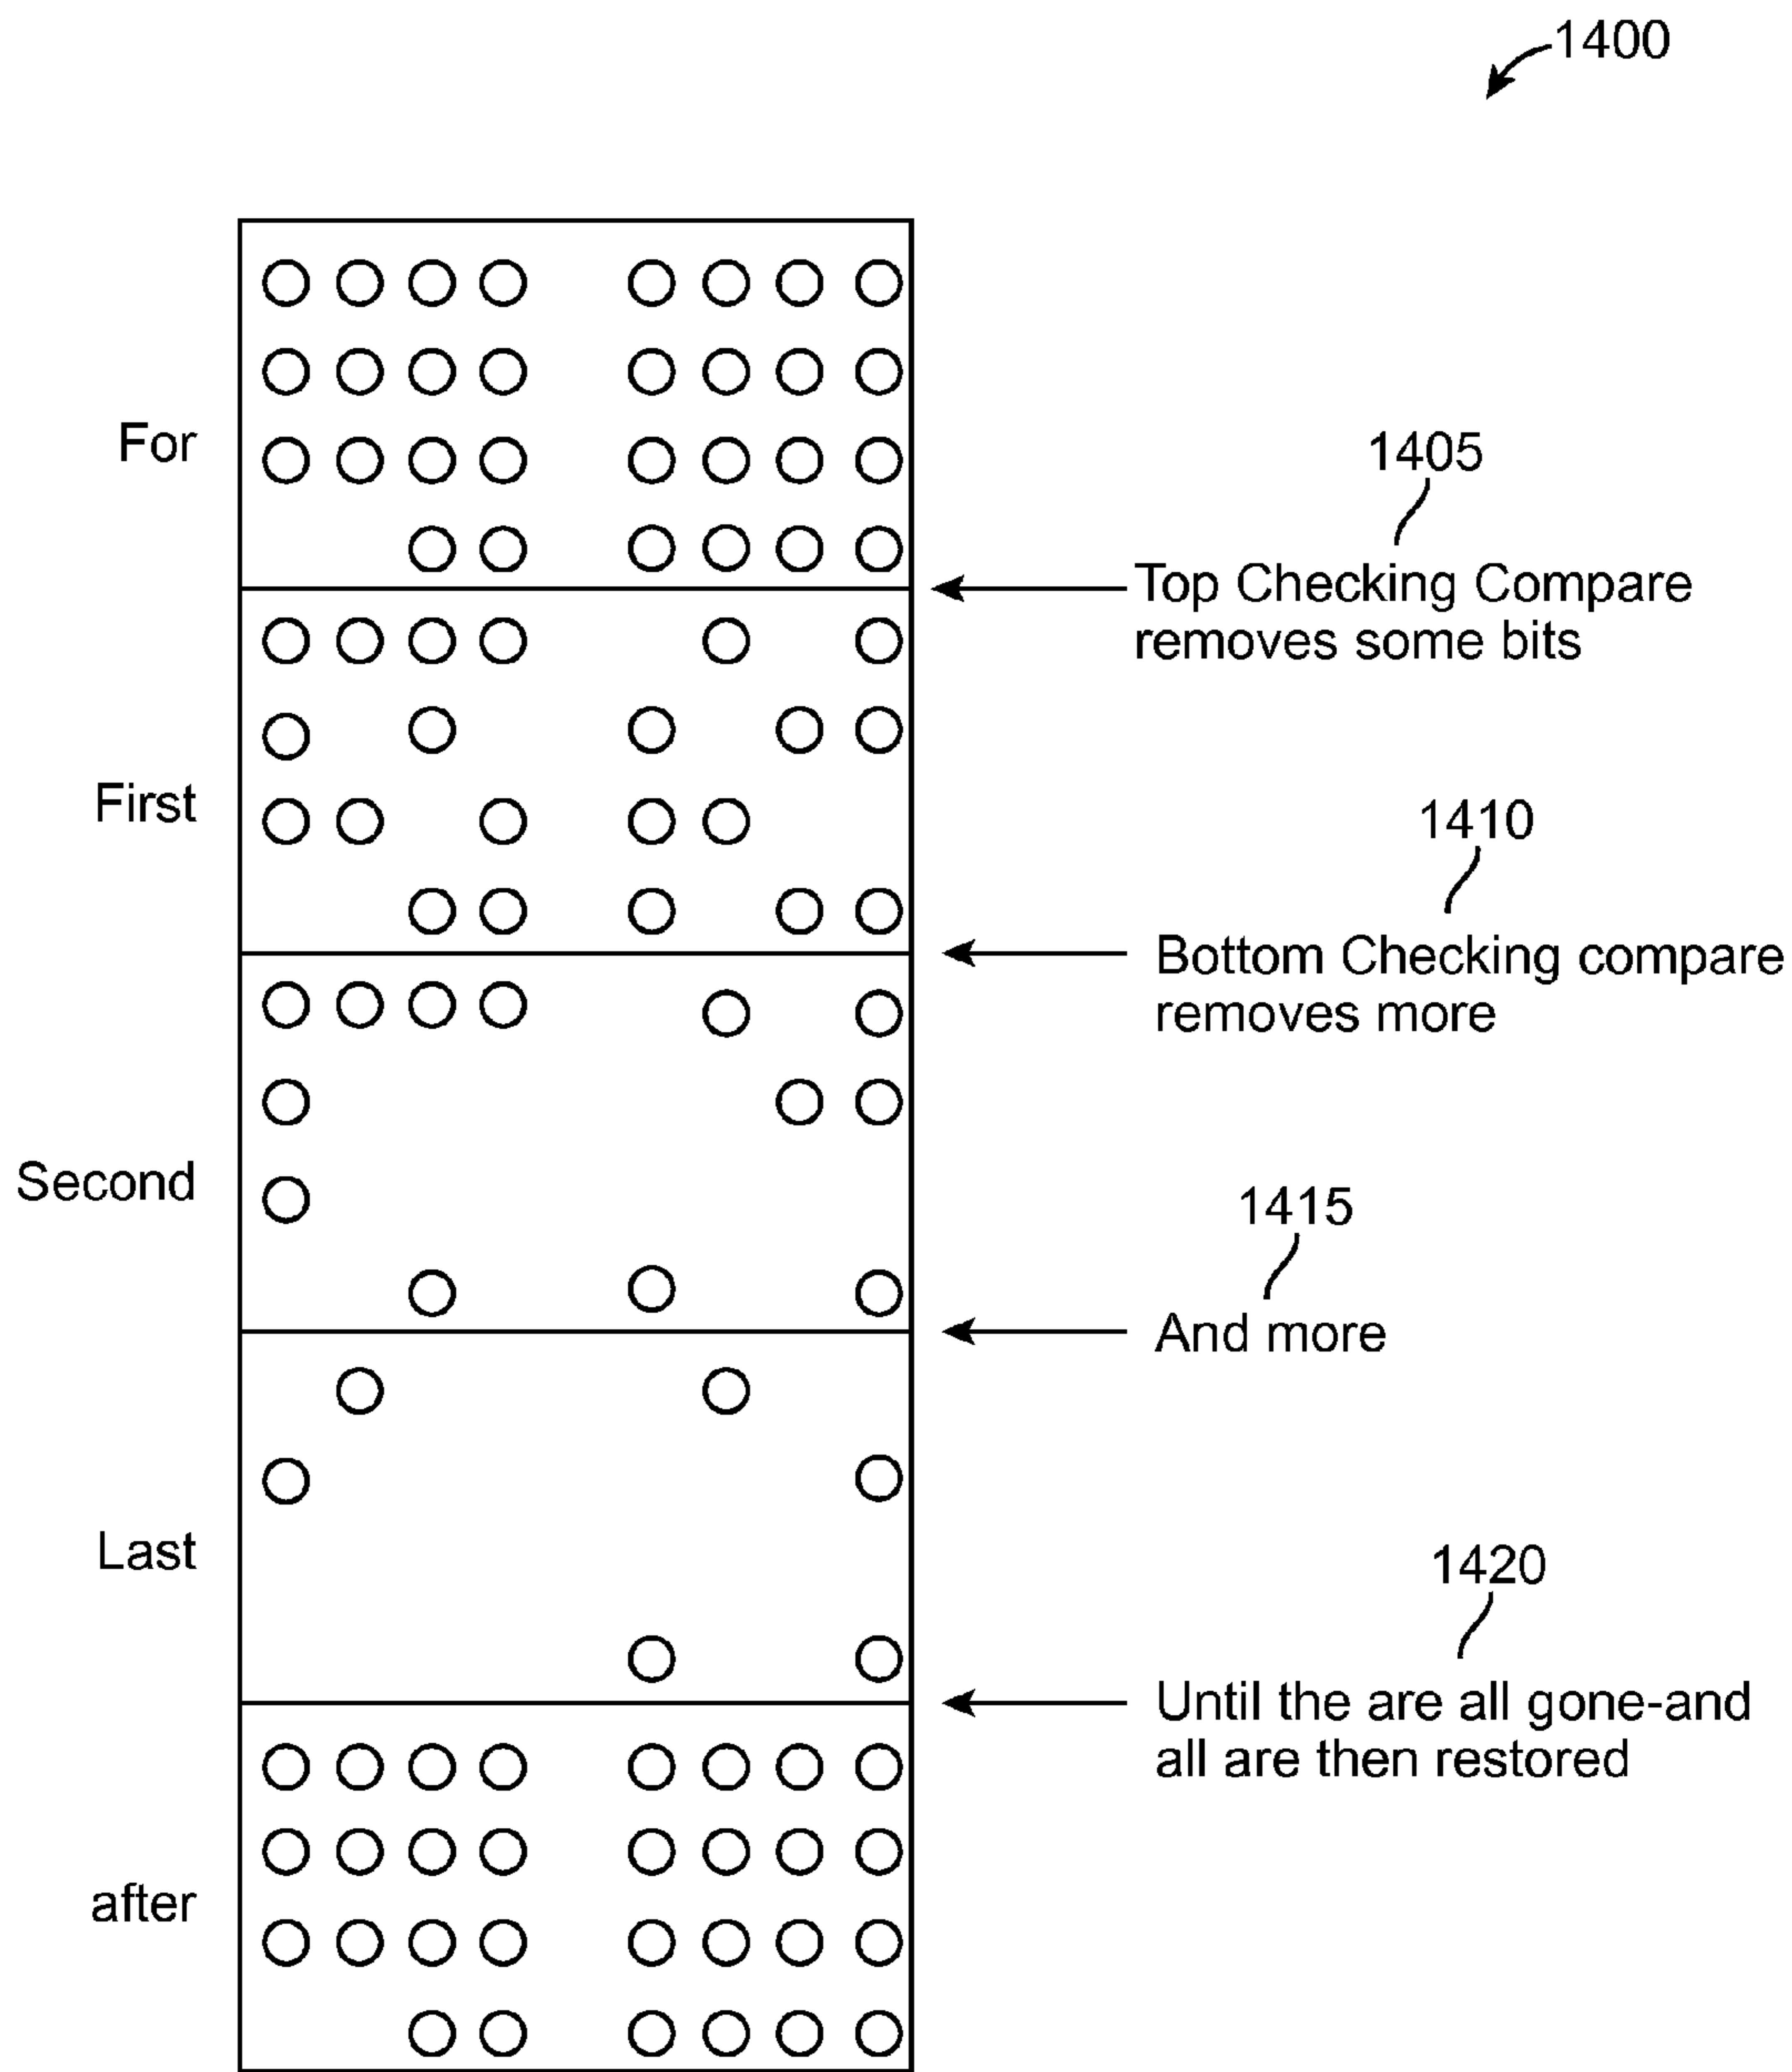 1400
For
1405
Top Checking Compare
removes some bits
First
1410
Bottom Checking compare
removes more
Second
1415
And more
Last
1420
Until the are all gone-and
all are then restored
after